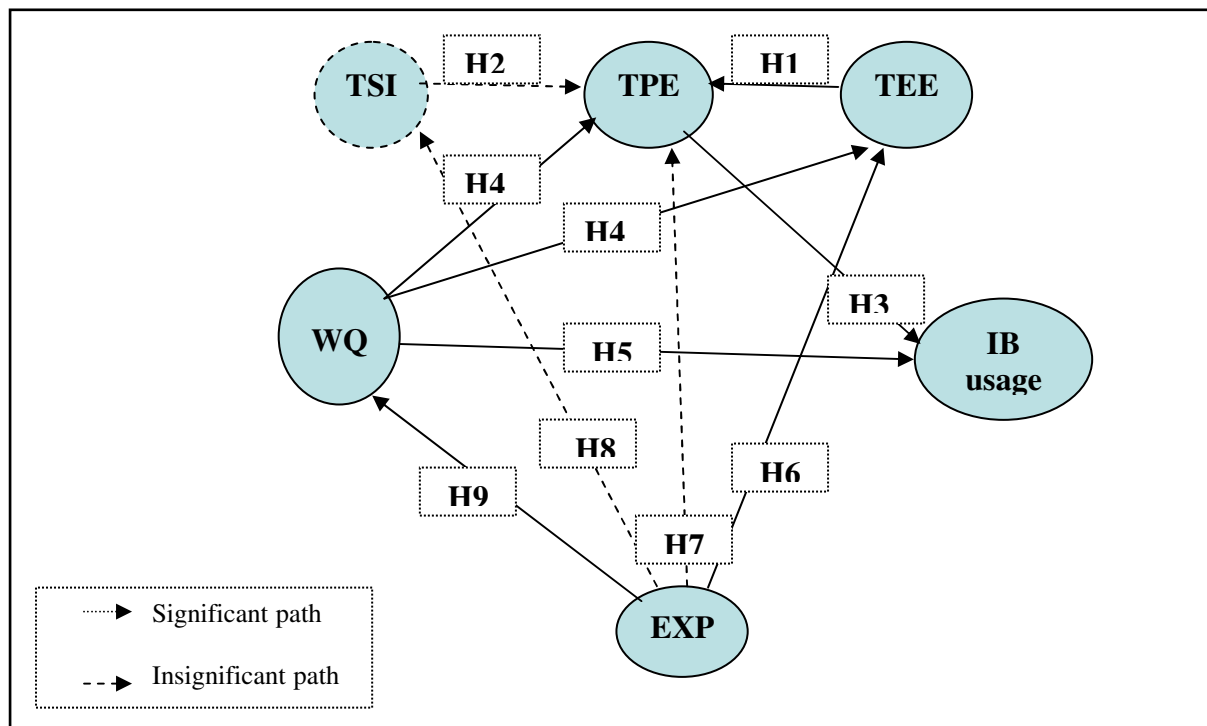 H2
H1
TSI
TPE
TEE
H4
H4
H3
WQ
H5
IB
usage
H8
H6
H9
H7
EXP
Significant path
Insignificant path